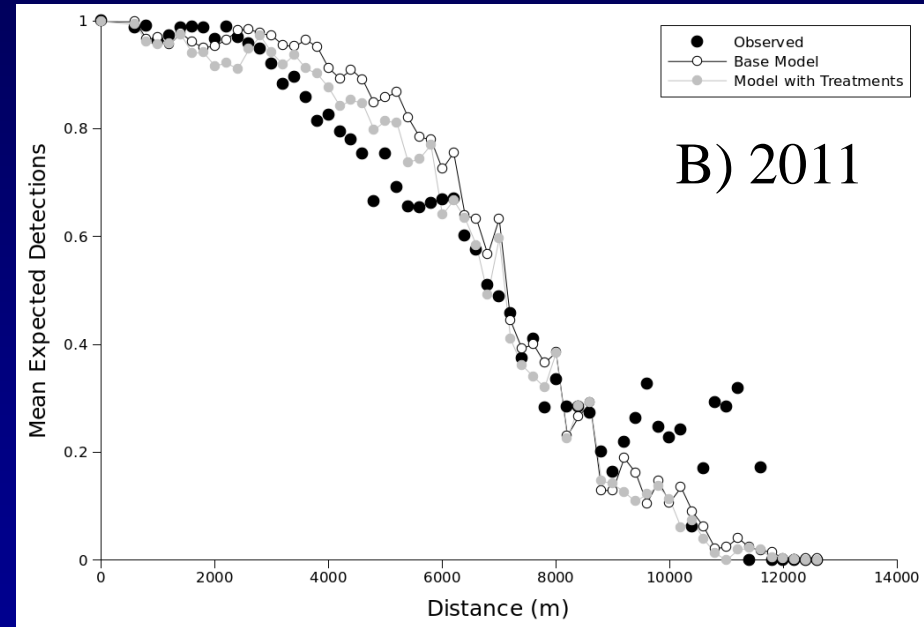 Observed
Base Model
Model with Treatments
B) 2011
Mean Expected Detections
1
0.8
0.6
0.4
0.2
0
0 2000 4000 6000 8000 10000 12000 14000
Distance (m)